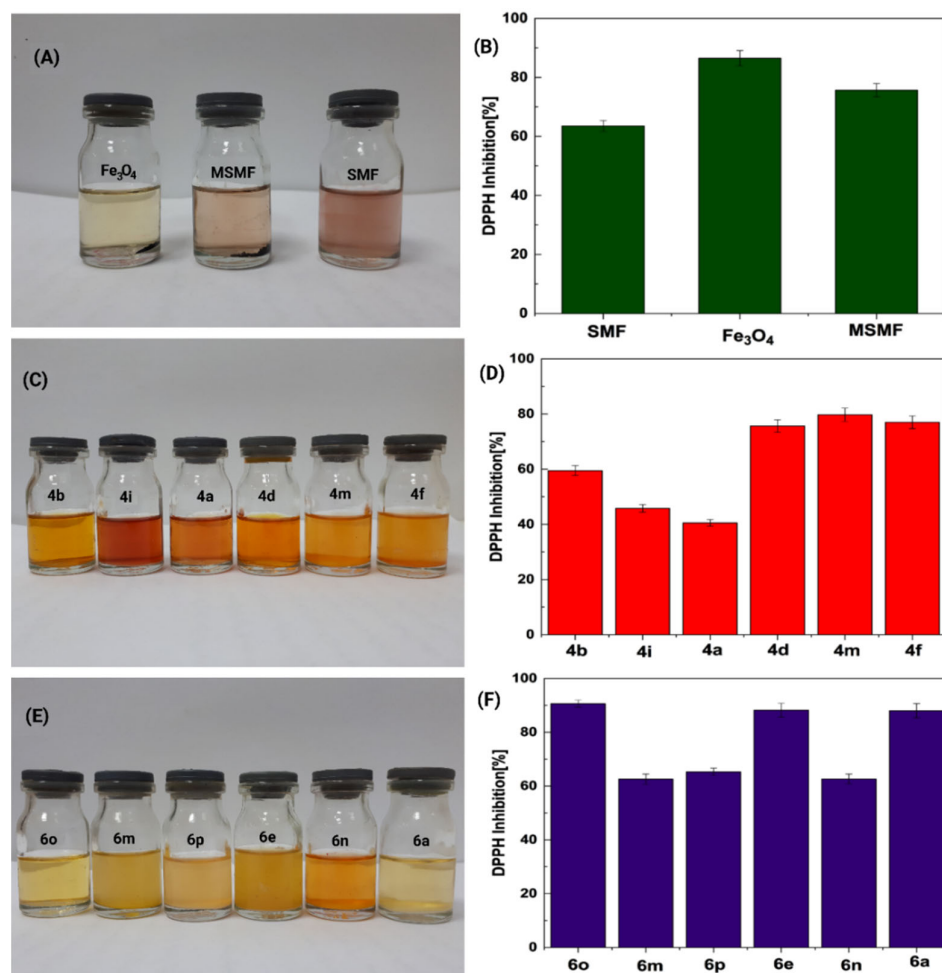 (A)
Fe₃O₄ MSMF SMF
(B)
DPPH Inhibition[%]
100
80
60
40
20
0
SMF Fe₃O₄ MSMF
(C)
4b 4i 4a 4d 4m 4f
(D)
DPPH Inhibition[%]
100
80
60
40
20
0
4b 4i 4a 4d 4m 4f
(E)
6o 6m 6p 6e 6n 6a
(F)
DPPH Inhibition[%]
100
80
60
40
20
0
6o 6m 6p 6e 6n 6a